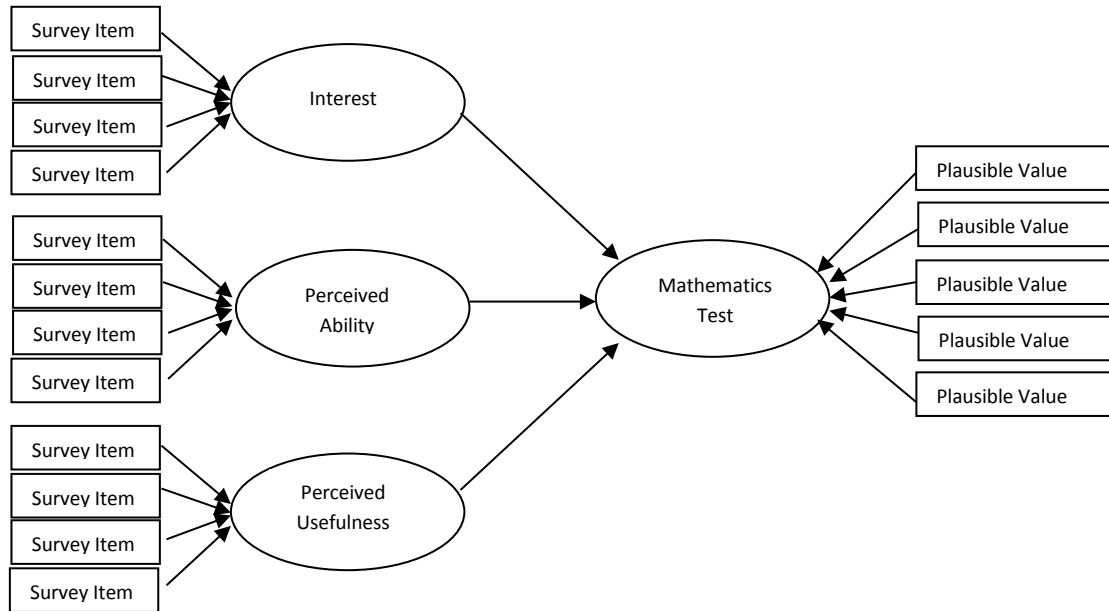 Survey Item
Survey Item
Survey Item
Survey Item
Interest
Survey Item
Survey Item
Survey Item
Survey Item
Perceived
Ability
Survey Item
Survey Item
Survey Item
Survey Item
Perceived
Usefulness
Mathematics
Test
Plausible Value
Plausible Value
Plausible Value
Plausible Value
Plausible Value